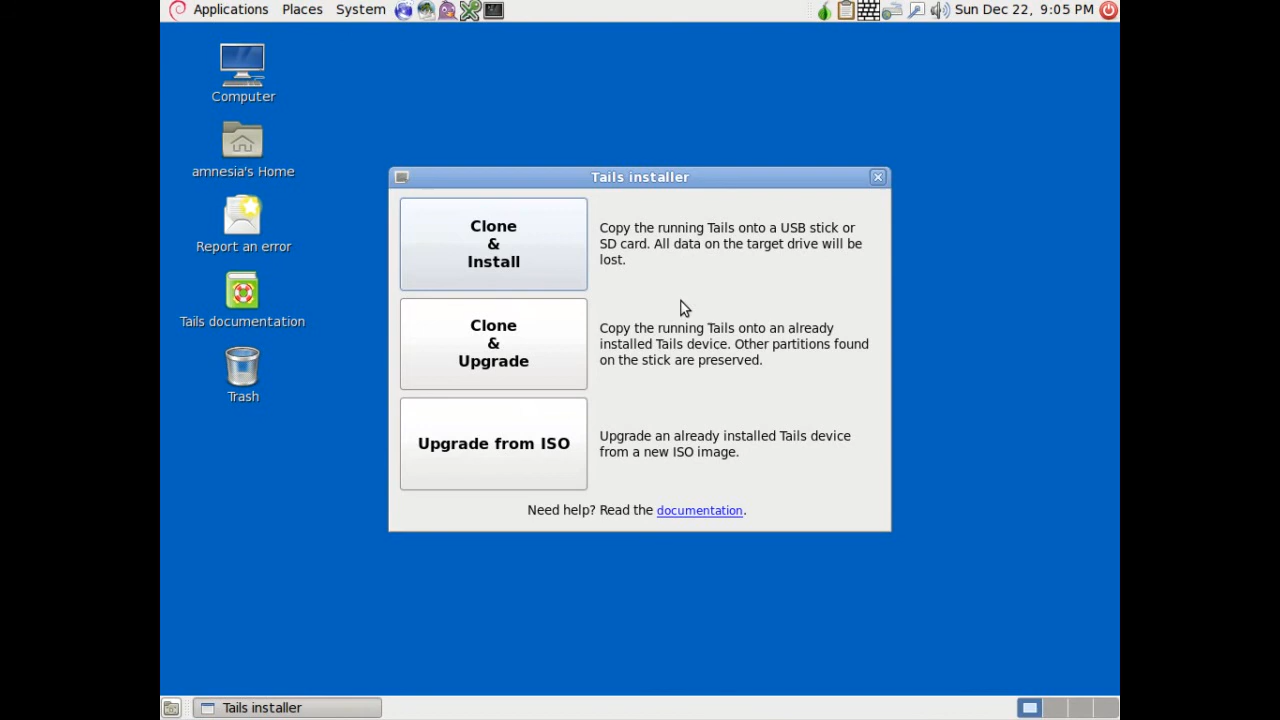 Applications Places System Sun Dec 22, 9:05 PM
Computer
amnesia's Home
Report an error
Tails documentation
Trash
Tails installer
Clone
&
Install
Copy the running Tails onto a USB stick or
SD card. All data on the target drive will be
lost.
Clone
&
Upgrade
Copy the running Tails onto an already
installed Tails device. Other partitions found
on the stick are preserved.
Upgrade from ISO
Upgrade an already installed Tails device
from a new ISO image.
Need help? Read the documentation.
Tails installer